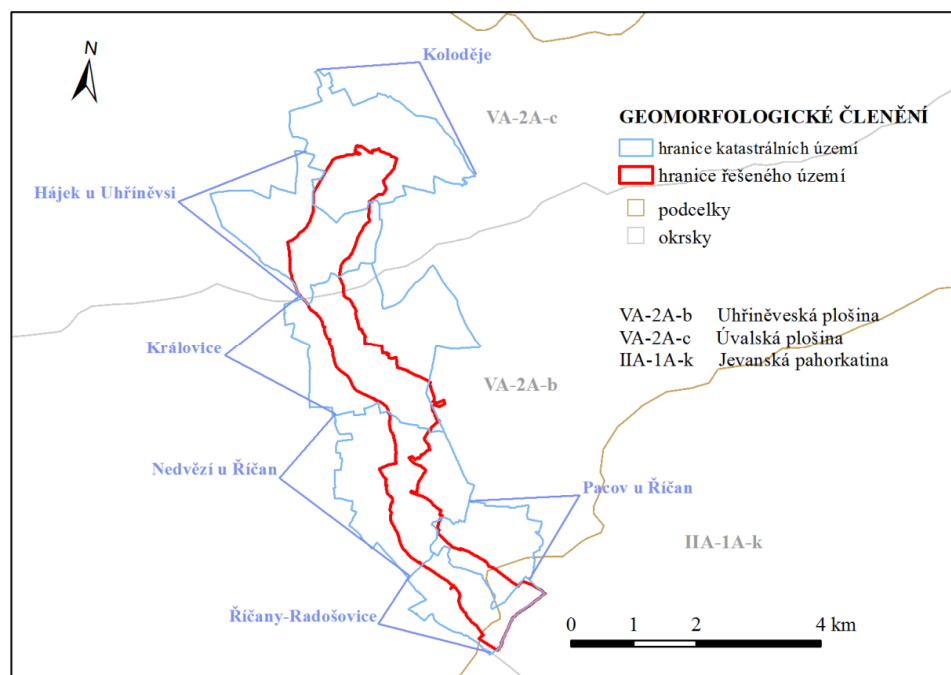 N
Koloděje
VA-2A-c
GEOMORFOLOGICKÉ ČLENĚNÍ
hranice katastrálních území
hranice řešeného území
podcelky
okrsky
Hájek u Uhříněvsi
VA-2A-b Uhříněveská plošina
VA-2A-c Úvalská plošina
IIA-1A-k Jevanská pahorkatina
Královice
VA-2A-b
Nedvězí u Říčan
Pacov u Říčan
IIA-1A-k
Říčany-Radošovice
0 1 2 4 km